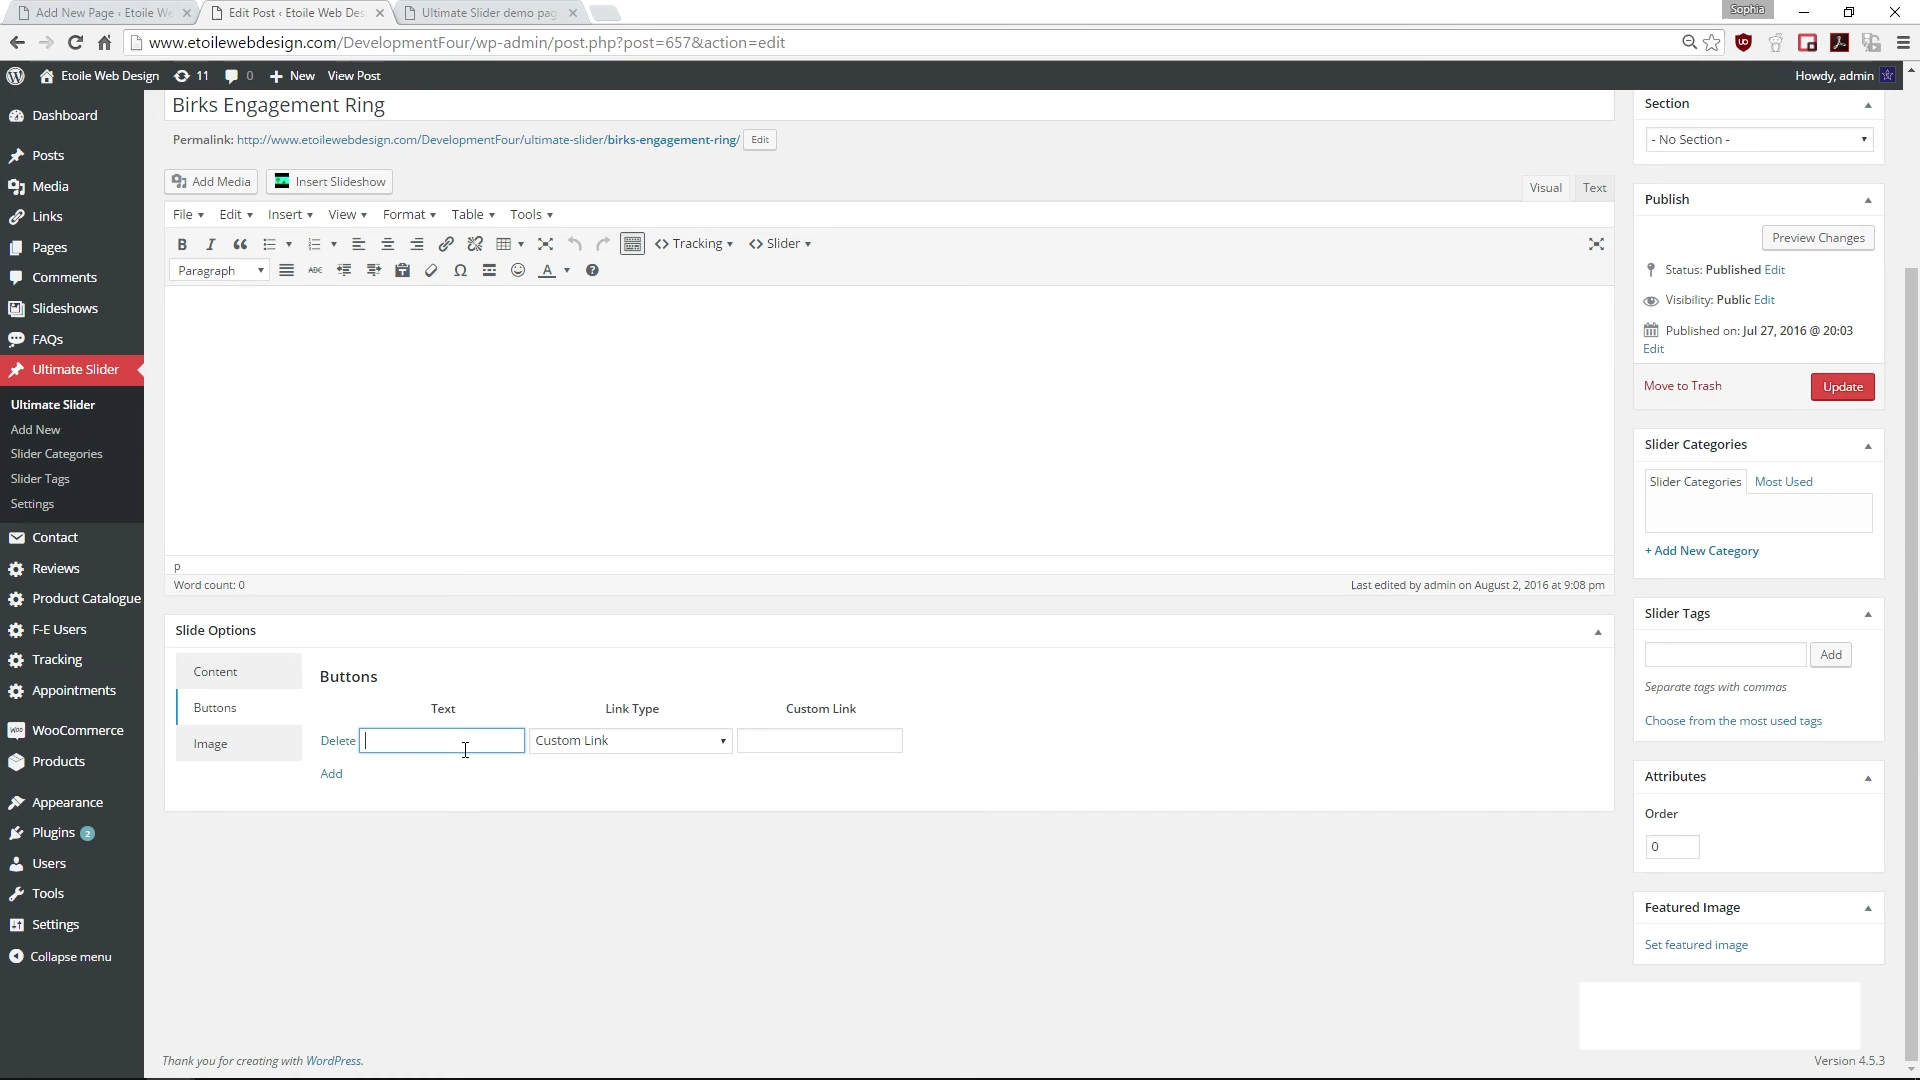 Add New Page ‹ Etoile We
Edit Post ‹ Etoile Web Des
Ultimate Slider demo pag
Sophia
www.etoilewebdesign.com/DevelopmentFour/wp-admin/post.php?post=657&action=edit
Etoile Web Design
11
0
New
View Post
Howdy, admin
Dashboard
Posts
Media
Links
Pages
Comments
Slideshows
FAQs
Ultimate Slider
Ultimate Slider
Add New
Slider Categories
Slider Tags
Settings
Contact
Reviews
Product Catalogue
F-E Users
Tracking
Appointments
WooCommerce
Products
Appearance
Plugins 2
Users
Tools
Settings
Collapse menu
Birks Engagement Ring
Permalink: http://www.etoilewebdesign.com/DevelopmentFour/ultimate-slider/birks-engagement-ring/ Edit
Add Media
Insert Slideshow
Visual
Text
File Edit Insert View Format Table Tools
B I
<> Tracking
<> Slider
Paragraph
ABC
Ω
A
p
Word count: 0
Last edited by admin on August 2, 2016 at 9:08 pm
Slide Options
Content
Buttons
Image
Buttons
Text Link Type Custom Link
Delete Custom Link
Add
Section
- No Section -
Publish
Preview Changes
Status: Published Edit
Visibility: Public Edit
Published on: Jul 27, 2016 @ 20:03
Edit
Move to Trash
Update
Slider Categories
Slider Categories Most Used
+ Add New Category
Slider Tags
Add
Separate tags with commas
Choose from the most used tags
Attributes
Order
0
Featured Image
Set featured image
Thank you for creating with WordPress.
Version 4.5.3